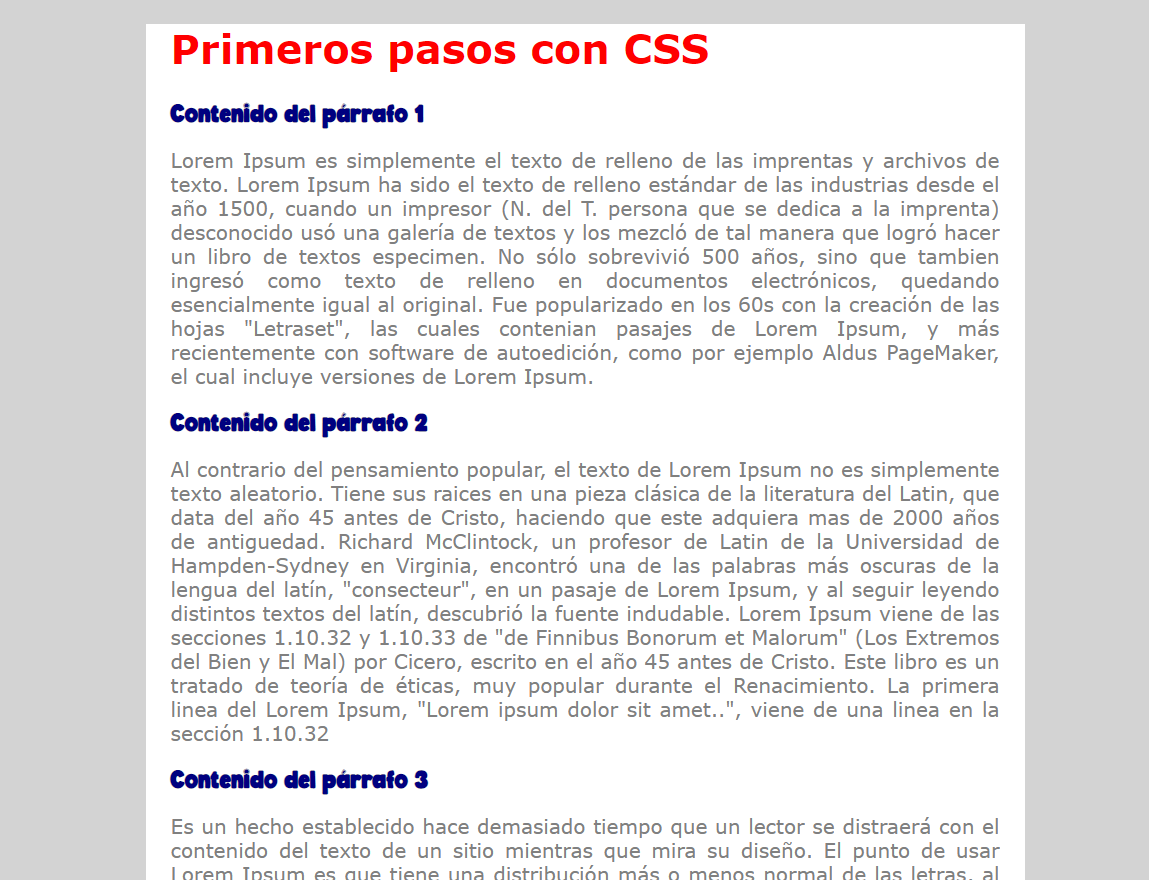 Primeros pasos con CSS
Contenido del párrafo 1
Lorem Ipsum es simplemente el texto de relleno de las imprentas y archivos de
texto. Lorem Ipsum ha sido el texto de relleno estándar de las industrias desde el
año 1500, cuando un impresor (N. del T. persona que se dedica a la imprenta)
desconocido usó una galería de textos y los mezcló de tal manera que logró hacer
un libro de textos especimen. No sólo sobrevivió 500 años, sino que tambien
ingresó como texto de relleno en documentos electrónicos, quedando
esencialmente igual al original. Fue popularizado en los 60s con la creación de las
hojas "Letraset", las cuales contenian pasajes de Lorem Ipsum, y más
recientemente con software de autoedición, como por ejemplo Aldus PageMaker,
el cual incluye versiones de Lorem Ipsum.
Contenido del párrafo 2
Al contrario del pensamiento popular, el texto de Lorem Ipsum no es simplemente
texto aleatorio. Tiene sus raices en una pieza clásica de la literatura del Latin, que
data del año 45 antes de Cristo, haciendo que este adquiera mas de 2000 años
de antiguedad. Richard McClintock, un profesor de Latin de la Universidad de
Hampden-Sydney en Virginia, encontró una de las palabras más oscuras de la
lengua del latín, "consecteur", en un pasaje de Lorem Ipsum, y al seguir leyendo
distintos textos del latín, descubrió la fuente indudable. Lorem Ipsum viene de las
secciones 1.10.32 y 1.10.33 de "de Finnibus Bonorum et Malorum" (Los Extremos
del Bien y El Mal) por Cicero, escrito en el año 45 antes de Cristo. Este libro es un
tratado de teoría de éticas, muy popular durante el Renacimiento. La primera
linea del Lorem Ipsum, "Lorem ipsum dolor sit amet..", viene de una linea en la
sección 1.10.32
Contenido del párrafo 3
Es un hecho establecido hace demasiado tiempo que un lector se distraerá con el
contenido del texto de un sitio mientras que mira su diseño. El punto de usar
Lorem Ipsum es que tiene una distribución más o menos normal de las letras, al